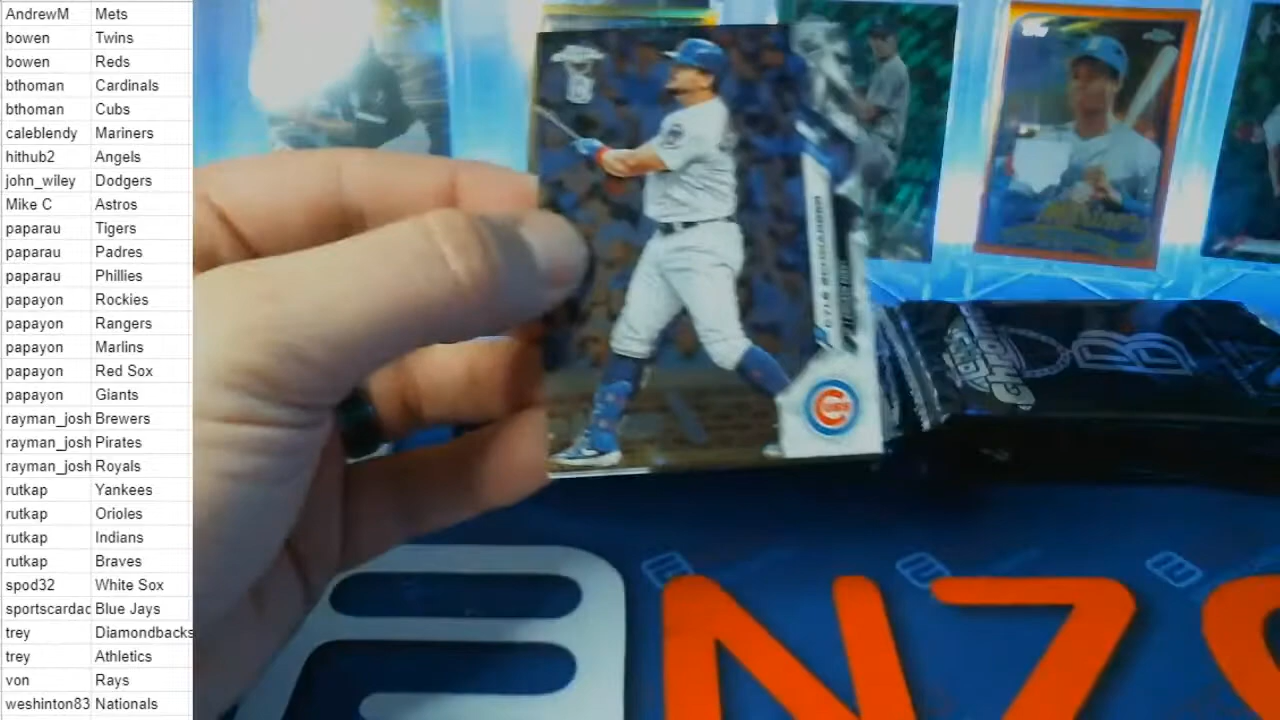 AndrewM Mets
bowen Twins
bowen Reds
bthoman Cardinals
bthoman Cubs
caleblendy Mariners
hithub2 Angels
john_wiley Dodgers
Mike C Astros
paparau Tigers
paparau Padres
paparau Phillies
papayon Rockies
papayon Rangers
papayon Marlins
papayon Red Sox
papayon Giants
rayman_josh Brewers
rayman_josh Pirates
rayman_josh Royals
rutkap Yankees
rutkap Orioles
rutkap Indians
rutkap Braves
spod32 White Sox
sportscardac Blue Jays
trey Diamondbacks
trey Athletics
von Rays
weshinton83 Nationals
KYLE SCHWARBER
CUBS